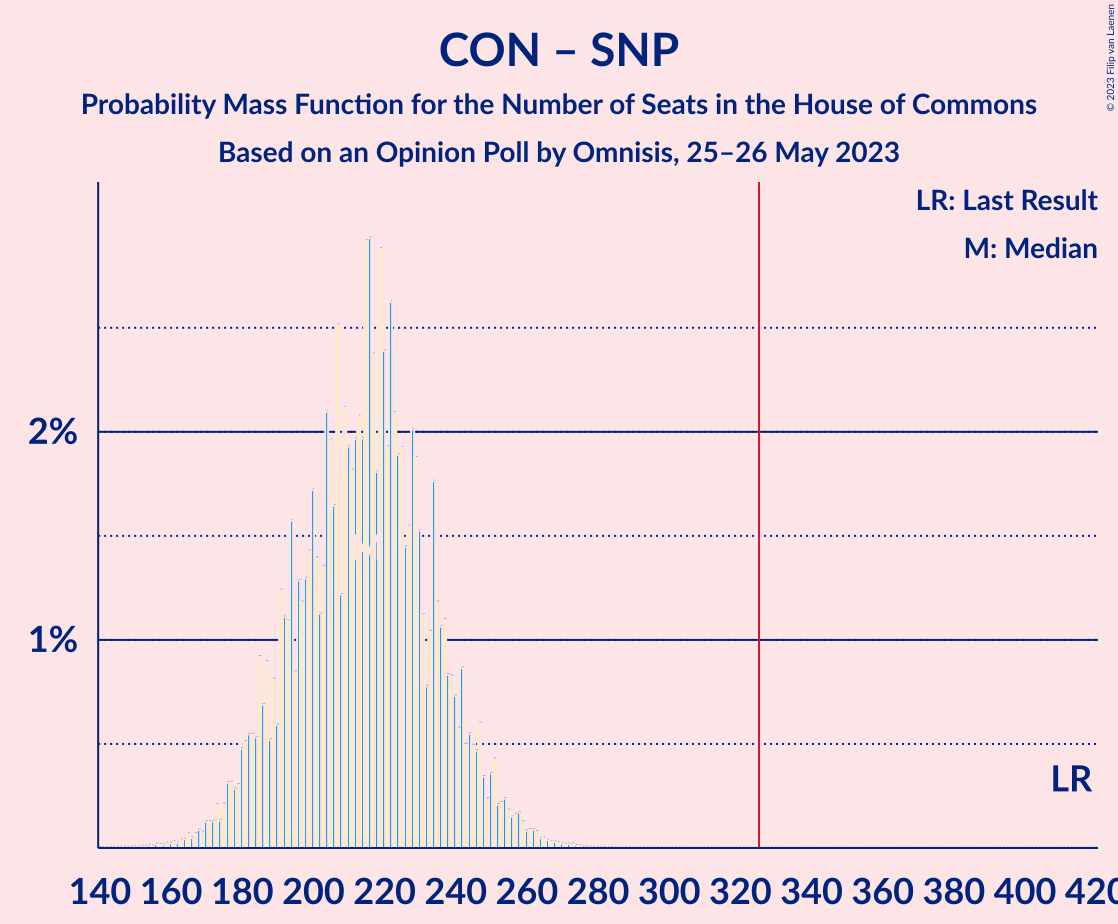 CON – SNP
Probability Mass Function for the Number of Seats in the House of Commons
Based on an Opinion Poll by Omnisis, 25–26 May 2023
© 2023 Filip van Laenen
LR: Last Result
M: Median
2%
1%
LR
140 160 180 200 220 240 260 280 300 320 340 360 380 400 420